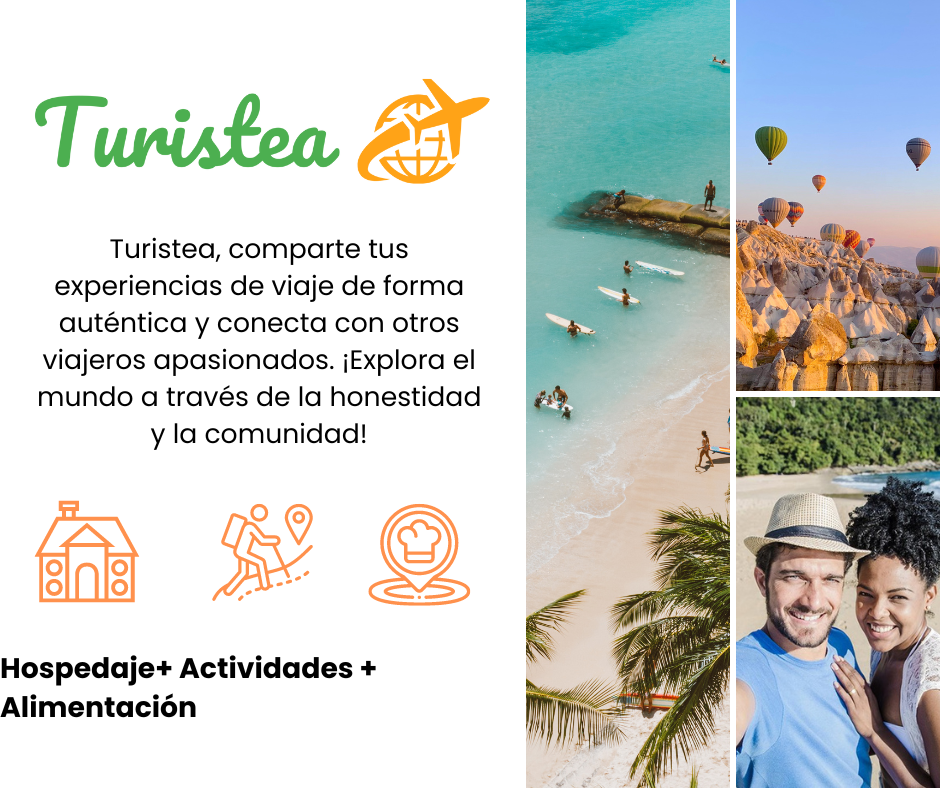 Turistea
Turistea, comparte tus
experiencias de viaje de forma
auténtica y conecta con otros
viajeros apasionados. ¡Explora el
mundo a través de la honestidad
y la comunidad!
Hospedaje+ Actividades +
Alimentación